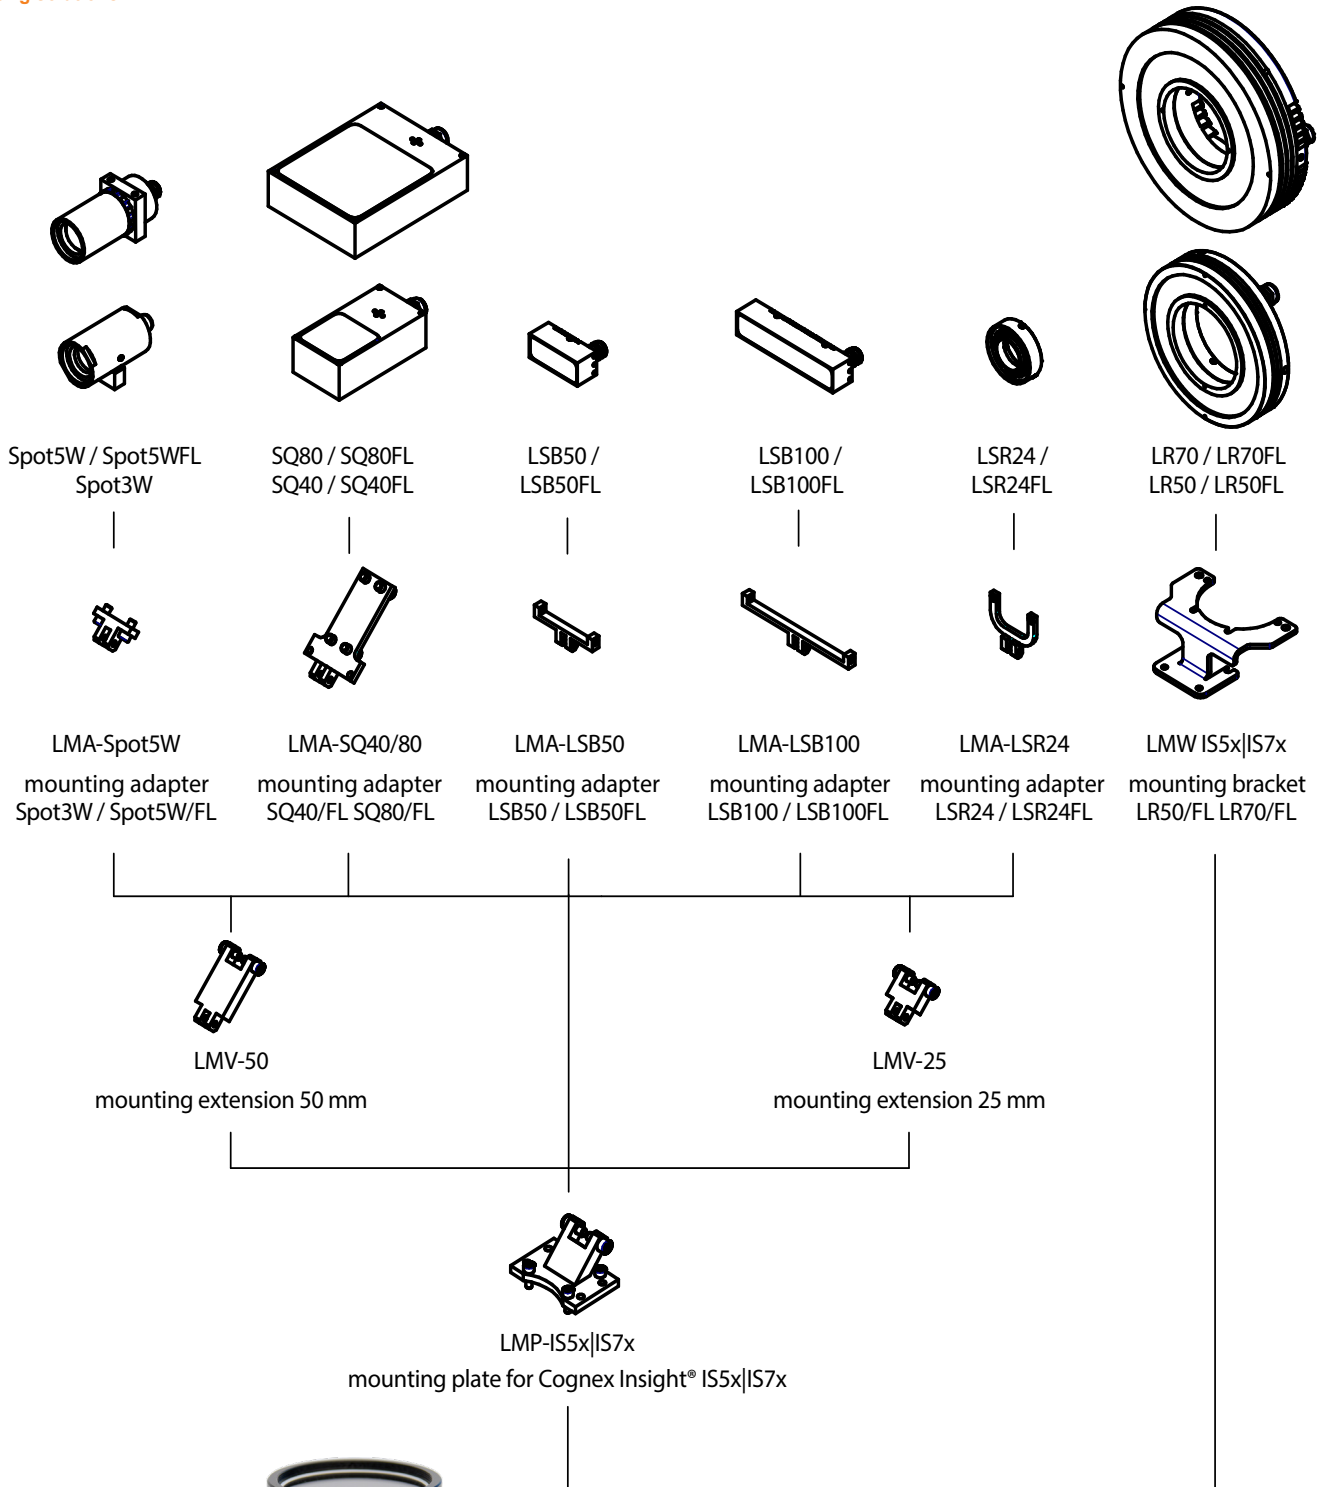 Spot5W / Spot5WFL
Spot3W
SQ80 / SQ80FL
SQ40 / SQ40FL
LSB50 /
LSB50FL
LSB100 /
LSB100FL
LSR24 /
LSR24FL
LR70 / LR70FL
LR50 / LR50FL
LMA-Spot5W
mounting adapter
Spot3W / Spot5W/FL
LMA-SQ40/80
mounting adapter
SQ40/FL SQ80/FL
LMA-LSB50
mounting adapter
LSB50 / LSB50FL
LMA-LSB100
mounting adapter
LSB100 / LSB100FL
LMA-LSR24
mounting adapter
LSR24 / LSR24FL
LMW IS5x|IS7x
mounting bracket
LR50/FL LR70/FL
LMV-50
mounting extension 50 mm
LMV-25
mounting extension 25 mm
LMP-IS5x|IS7x
mounting plate for Cognex Insight® IS5x|IS7x